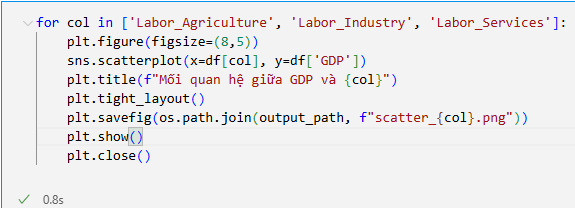 for col in ['Labor_Agriculture', 'Labor_Industry', 'Labor_Services']:
    plt.figure(figsize=(8,5))
    sns.scatterplot(x=df[col], y=df['GDP'])
    plt.title(f"Mối quan hệ giữa GDP và {col}")
    plt.tight_layout()
    plt.savefig(os.path.join(output_path, f"scatter_{col}.png"))
    plt.show()
    plt.close()
0.8s